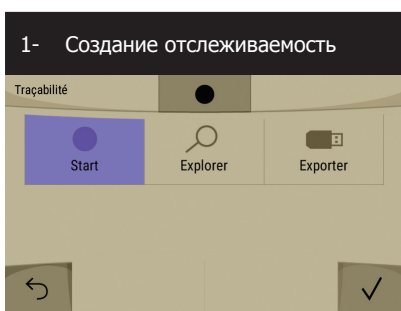 1- Создание отслеживаемость
Traçabilité
Start Explorer Exporter